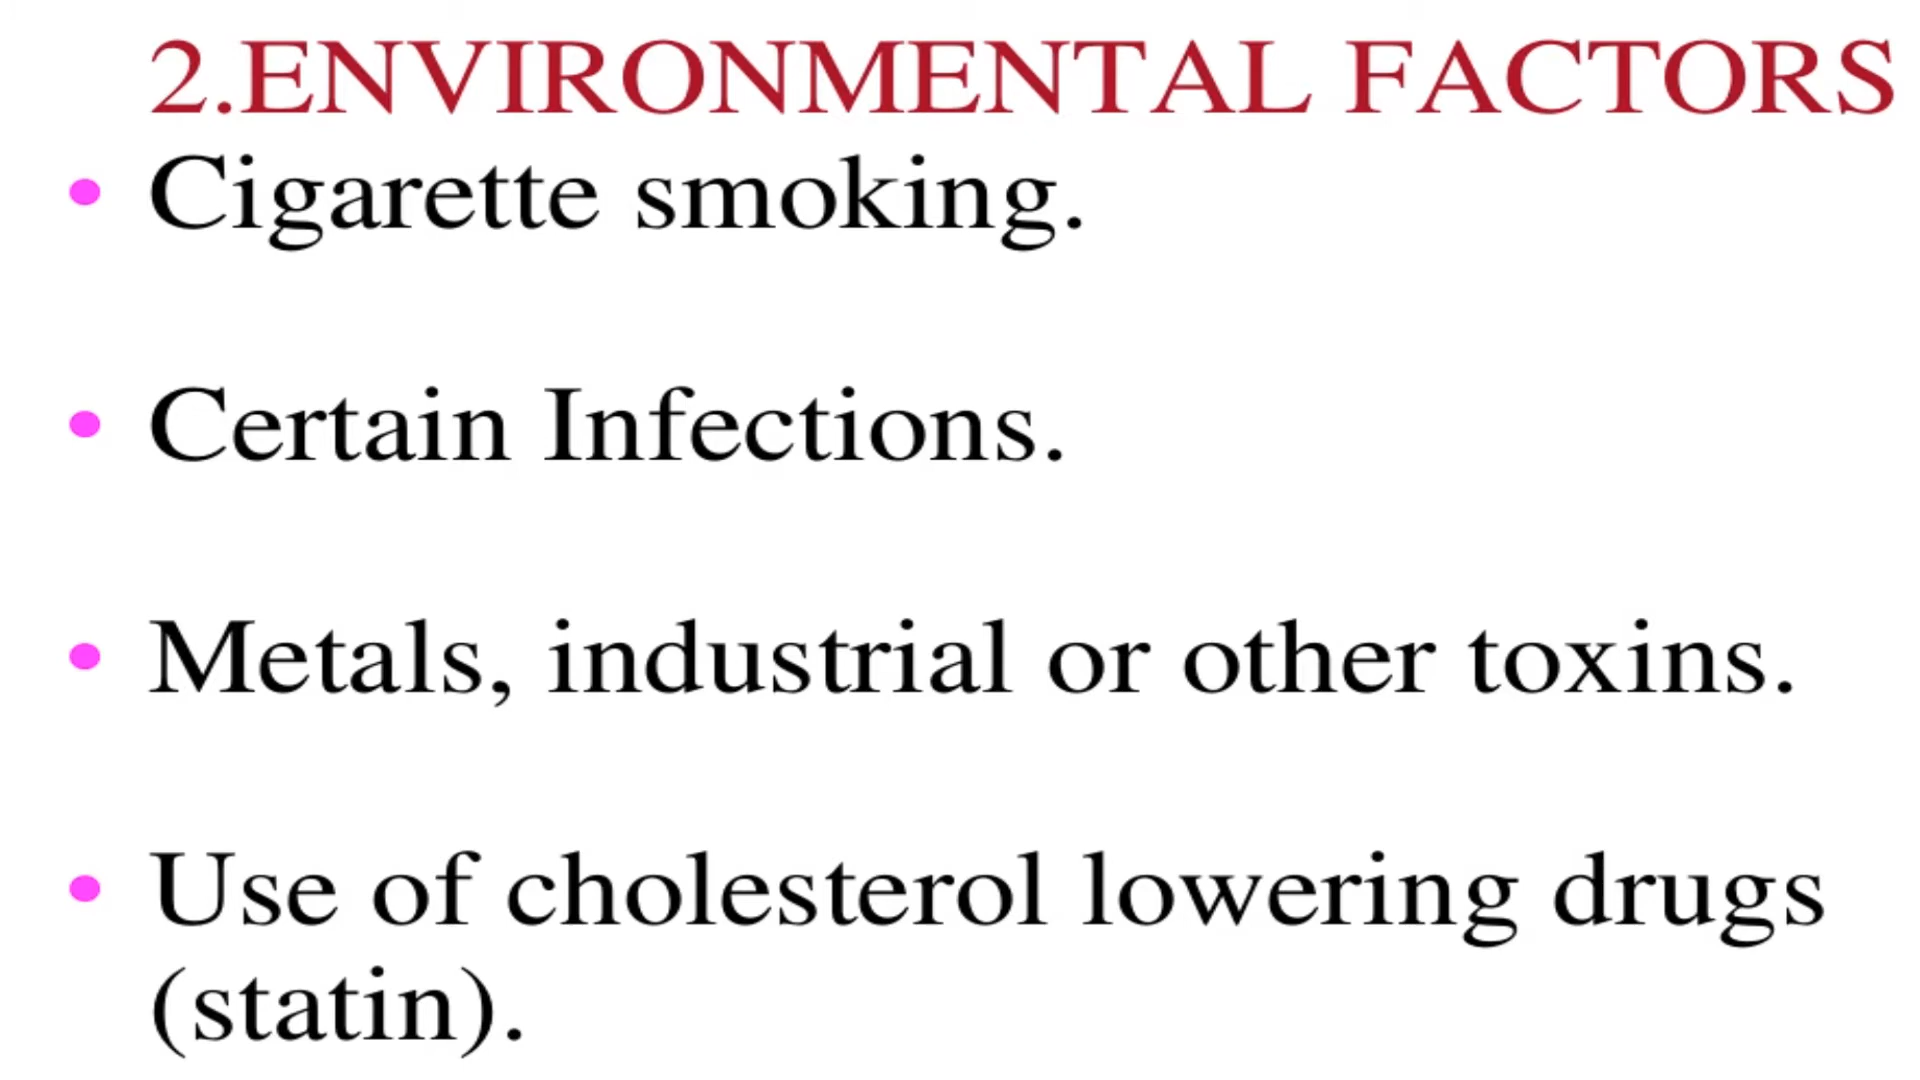 2.ENVIRONMENTAL FACTORS
• Cigarette smoking.
• Certain Infections.
• Metals, industrial or other toxins.
• Use of cholesterol lowering drugs
(statin).